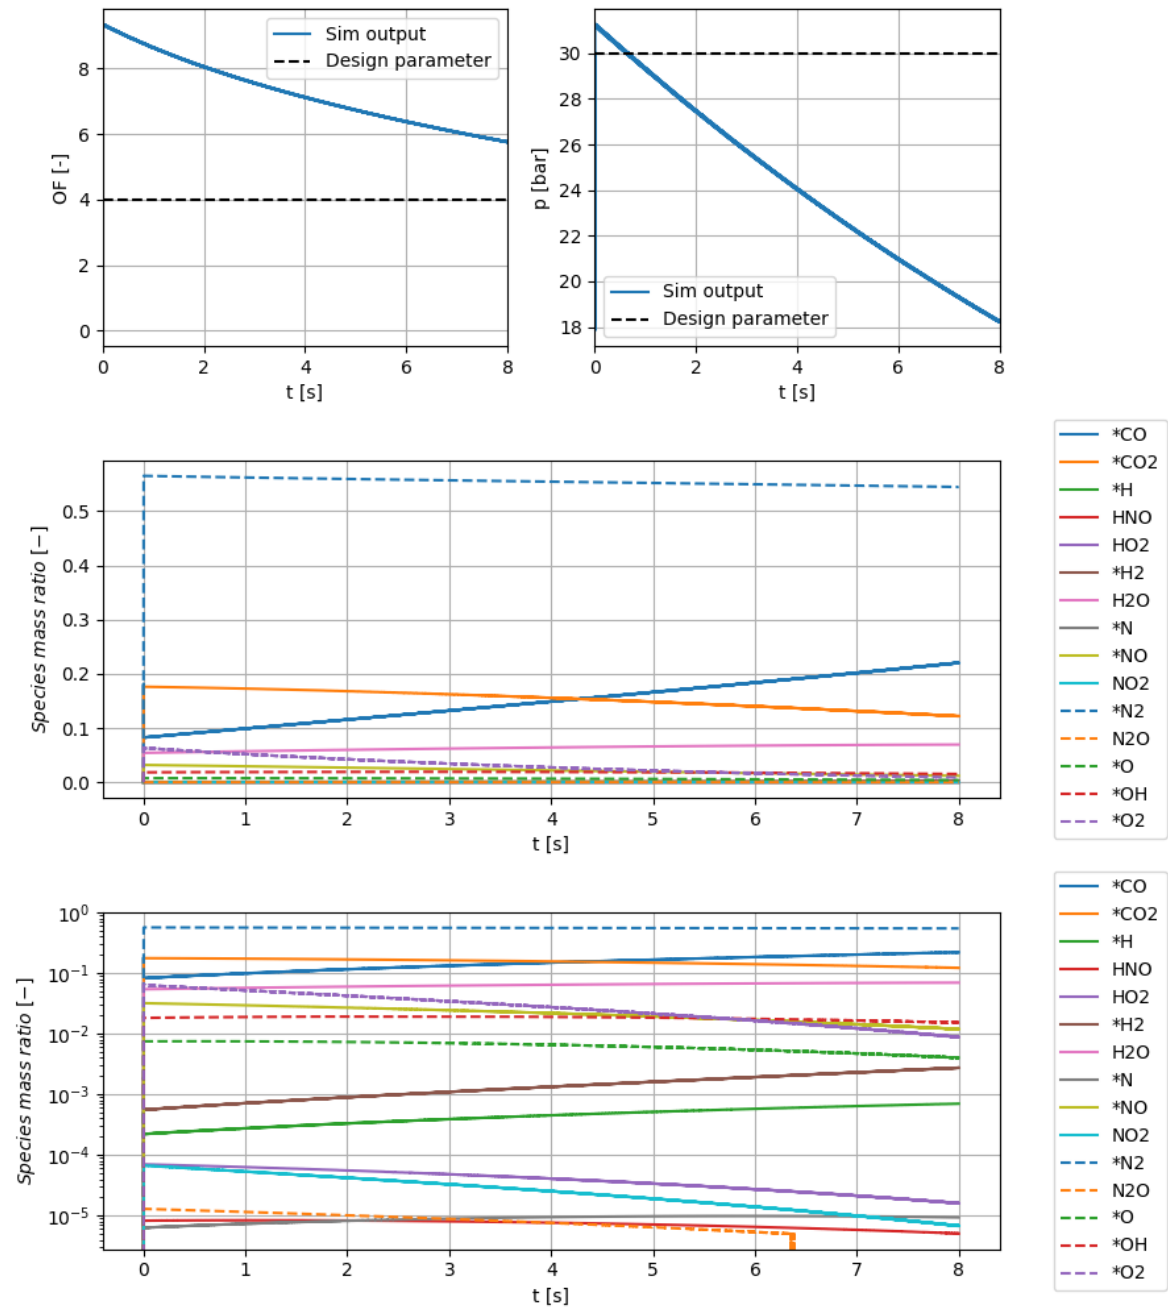 OF [-]
8
6
4
2
0
Sim output
Design parameter
0 2 4 6 8
t [s]
p [bar]
30
28
26
24
22
20
18
Sim output
Design parameter
0 2 4 6 8
t [s]
Species mass ratio [−]
0.5
0.4
0.3
0.2
0.1
0.0
0 1 2 3 4 5 6 7 8
t [s]
*CO
*CO2
*H
HNO
HO2
*H2
H2O
*N
*NO
NO2
*N2
N2O
*O
*OH
*O2
Species mass ratio [−]
10⁰
10⁻¹
10⁻²
10⁻³
10⁻⁴
10⁻⁵
0 1 2 3 4 5 6 7 8
t [s]
*CO
*CO2
*H
HNO
HO2
*H2
H2O
*N
*NO
NO2
*N2
N2O
*O
*OH
*O2